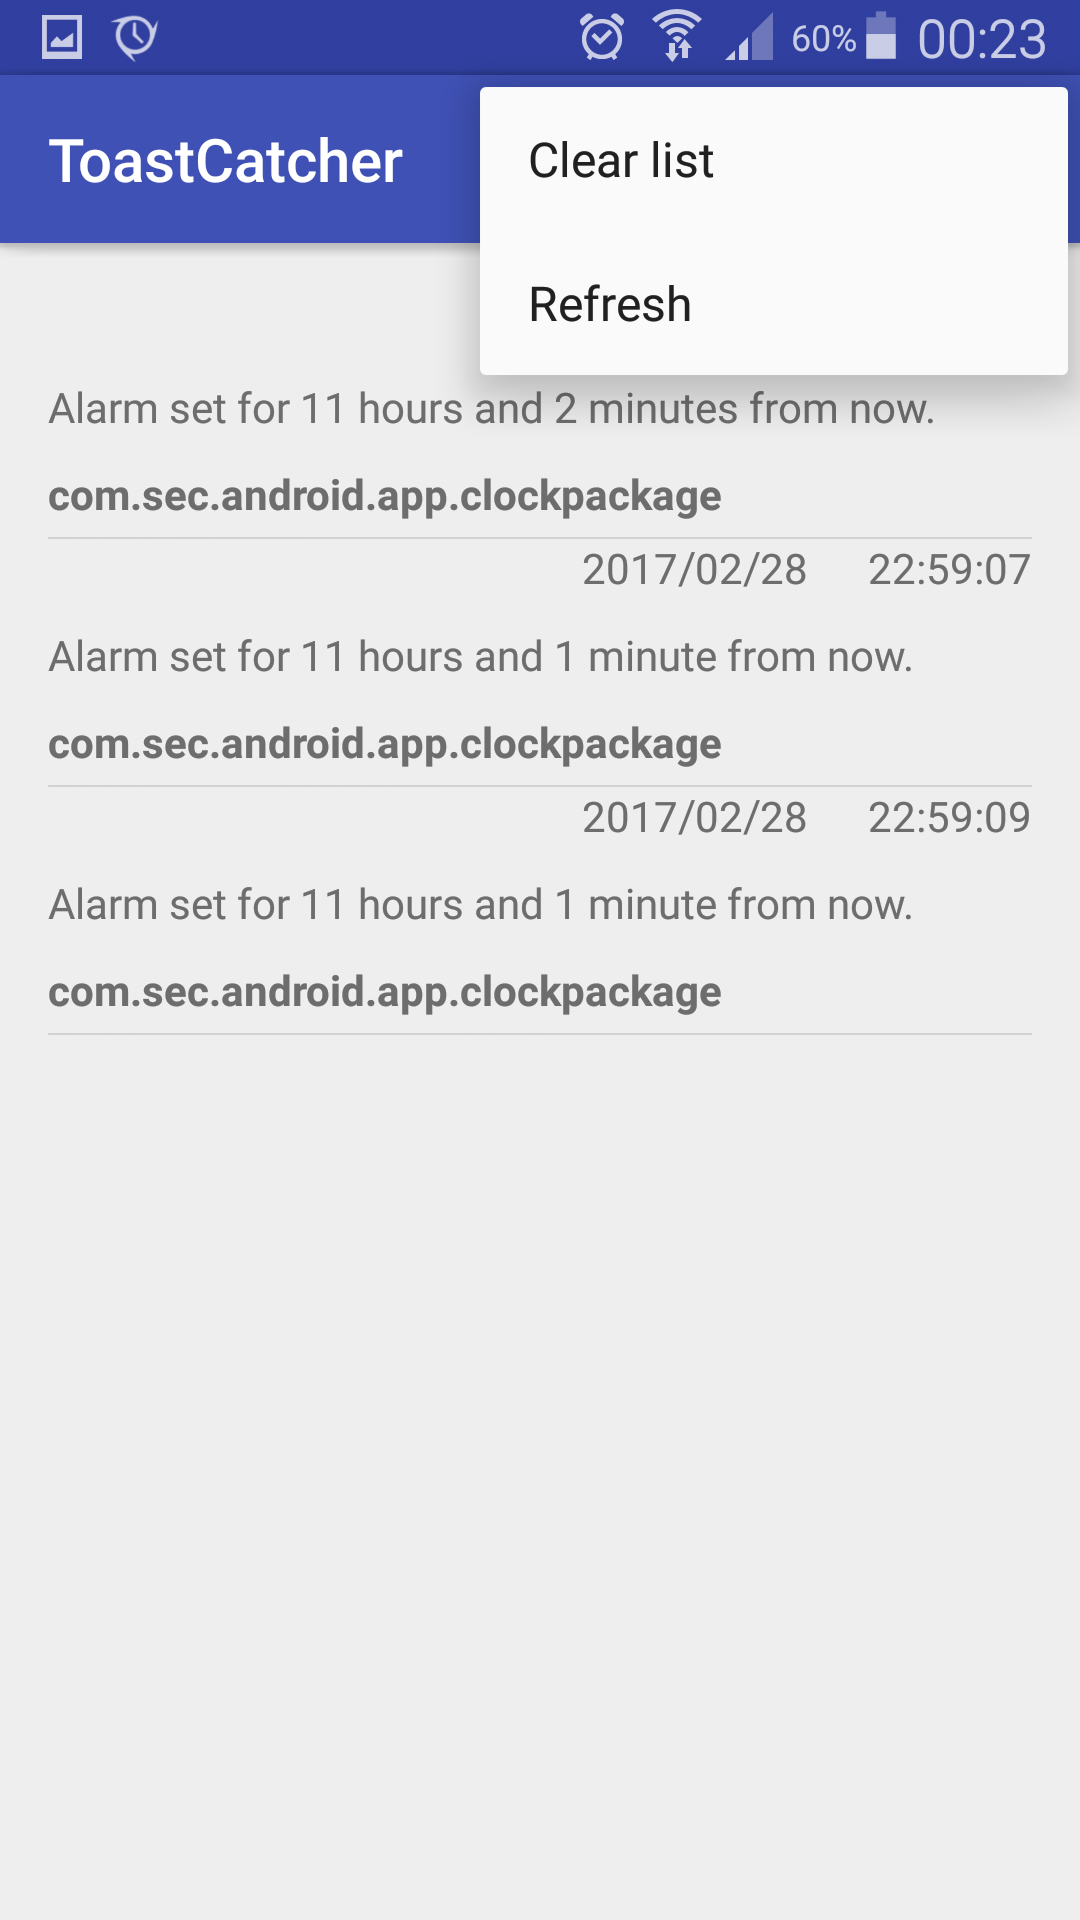 60% 00:23
ToastCatcher
Clear list
Refresh
Alarm set for 11 hours and 2 minutes from now.
com.sec.android.app.clockpackage
2017/02/28 22:59:07
Alarm set for 11 hours and 1 minute from now.
com.sec.android.app.clockpackage
2017/02/28 22:59:09
Alarm set for 11 hours and 1 minute from now.
com.sec.android.app.clockpackage